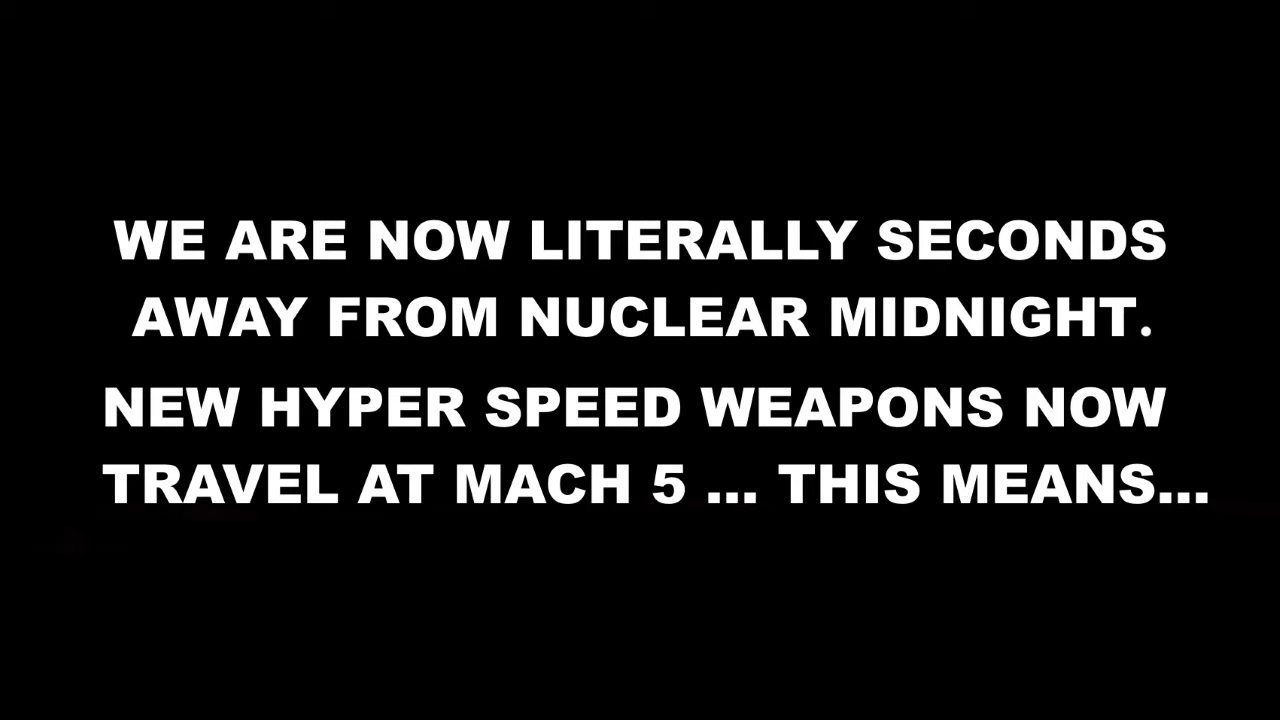 WE ARE NOW LITERALLY SECONDS
AWAY FROM NUCLEAR MIDNIGHT.
NEW HYPER SPEED WEAPONS NOW
TRAVEL AT MACH 5 ... THIS MEANS...